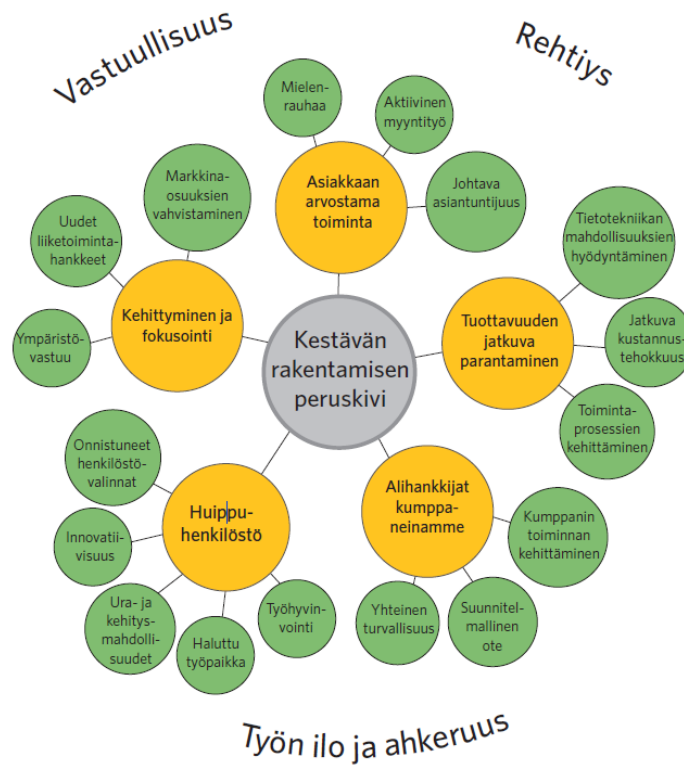 Vastuullisuus
Rehtiys
Mielen-
rauhaa
Aktiivinen
myyntityö
Asiakkaan
arvostama
toiminta
Johtava
asiantuntijuus
Markkina-
osuuksien
vahvistaminen
Uudet
liiketoiminta-
hankkeet
Ympäristö-
vastuu
Kehittyminen ja
fokusointi
Kestävän
rakentamisen
peruskivi
Tietotekniikan
mahdollisuuksien
hyödyntäminen
Tuottavuuden
jatkuva
parantaminen
Jatkuva
kustannus-
tehokkuus
Toiminta-
prosessien
kehittäminen
Onnistuneet
henkilöstö-
valinnat
Innovatii-
visuus
Huippu-
henkilöstö
Ura- ja
kehitys-
mahdolli-
suudet
Haluttu
työpaikka
Työhyvin-
vointi
Alihankkijat
kumppa-
neinamme
Kumppanin
toiminnan
kehittäminen
Yhteinen
turvallisuus
Suunnitel-
mallinen
ote
Työn ilo ja ahkeruus